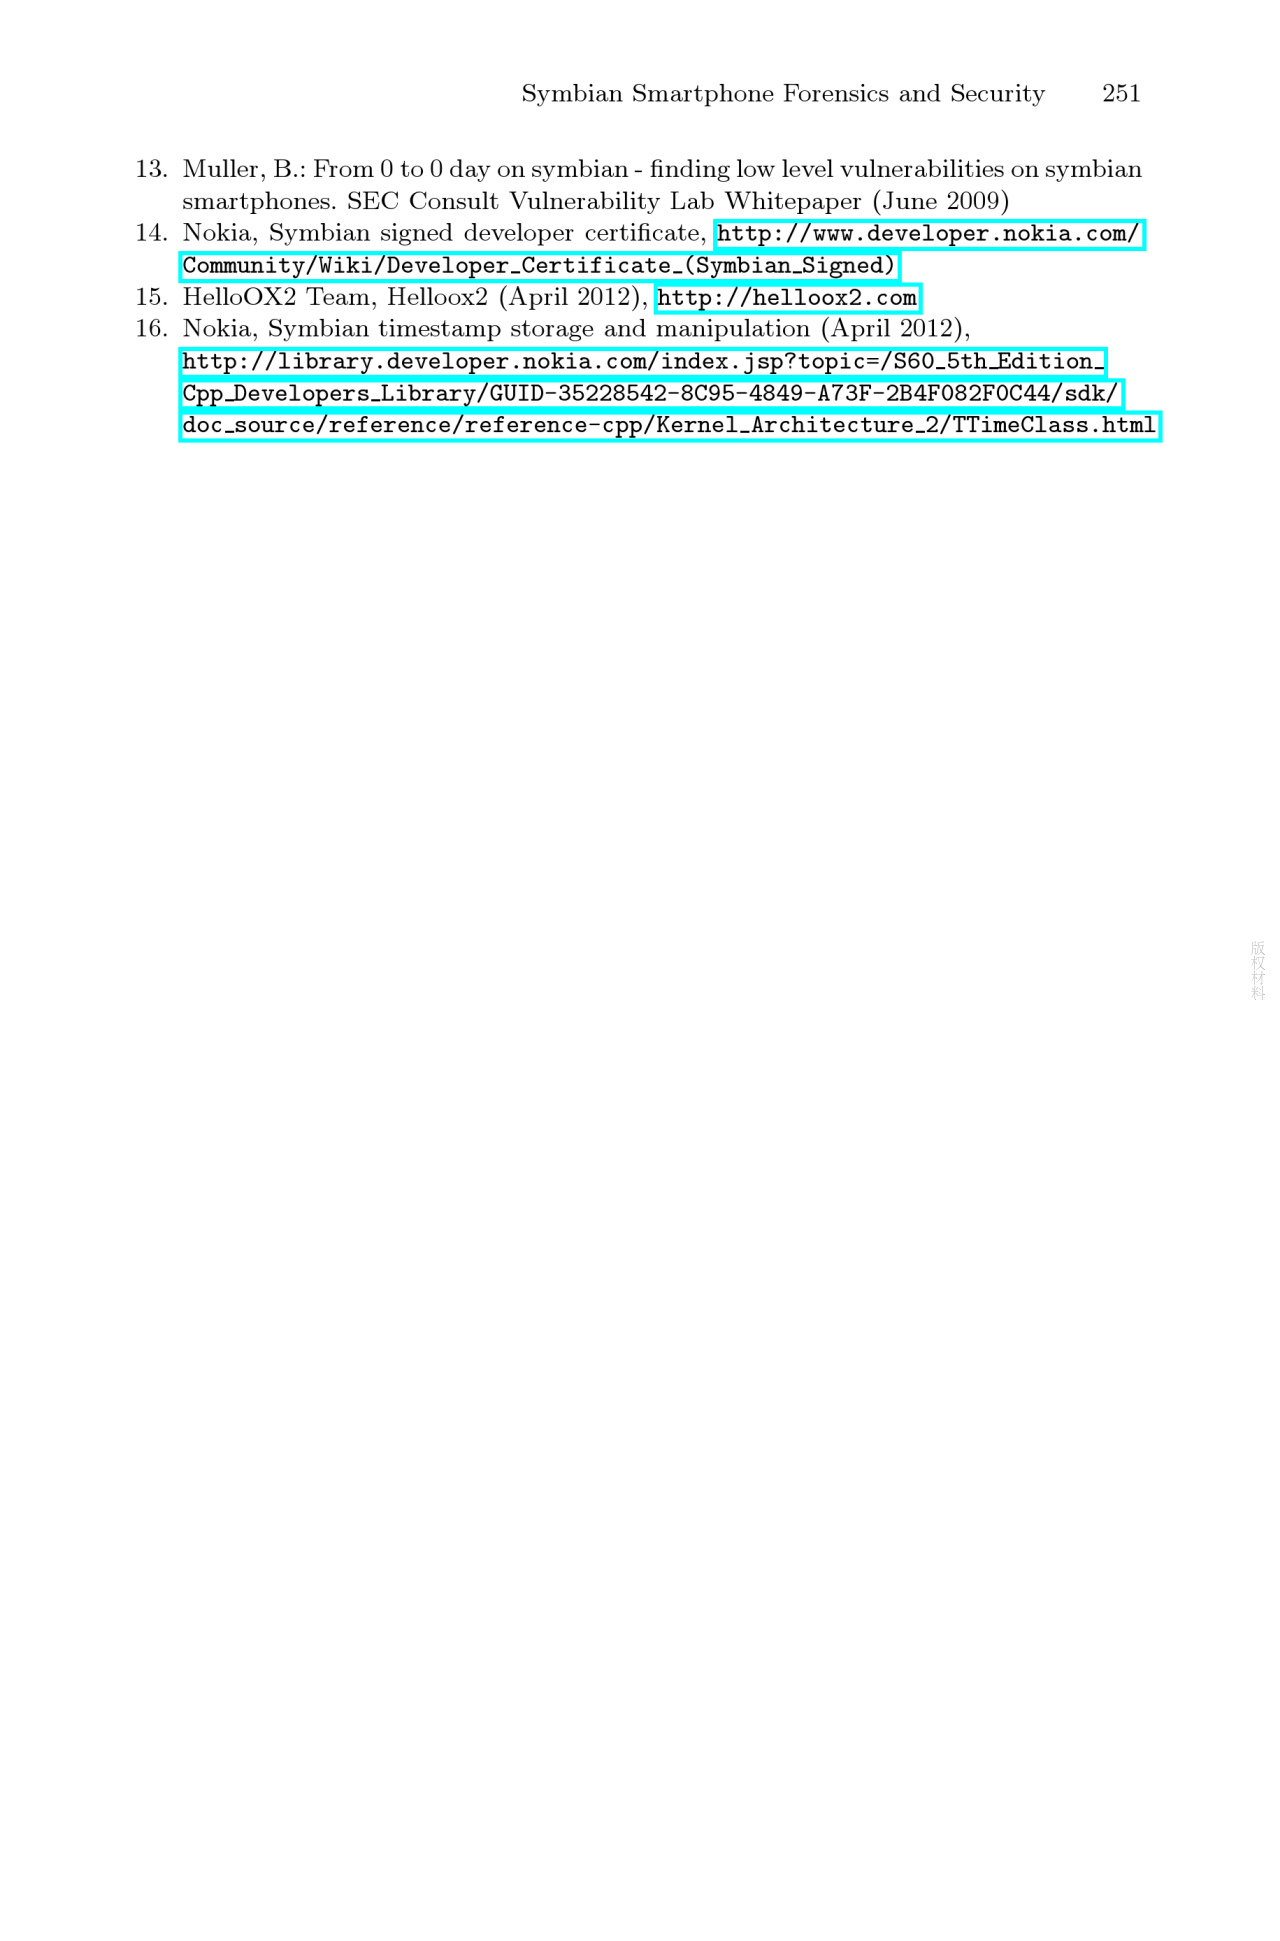 Symbian Smartphone Forensics and Security 251
13. Muller, B.: From 0 to 0 day on symbian - finding low level vulnerabilities on symbian
smartphones. SEC Consult Vulnerability Lab Whitepaper (June 2009)
14. Nokia, Symbian signed developer certificate, http://www.developer.nokia.com/
Community/Wiki/Developer_Certificate_(Symbian_Signed)
15. HelloOX2 Team, Helloox2 (April 2012), http://helloox2.com
16. Nokia, Symbian timestamp storage and manipulation (April 2012),
http://library.developer.nokia.com/index.jsp?topic=/S60_5th_Edition_
Cpp_Developers_Library/GUID-35228542-8C95-4849-A73F-2B4F082F0C44/sdk/
doc_source/reference/reference-cpp/Kernel_Architecture_2/TTimeClass.html
版权材料